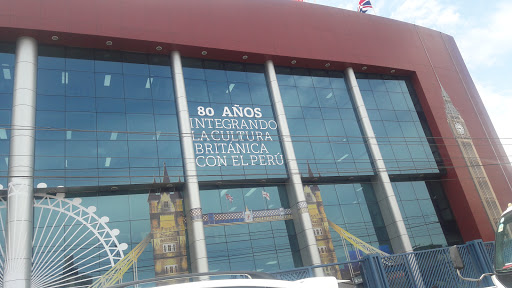 80 AÑOS
INTEGRANDO
LA CULTURA
BRITÁNICA
CON EL PERÚ